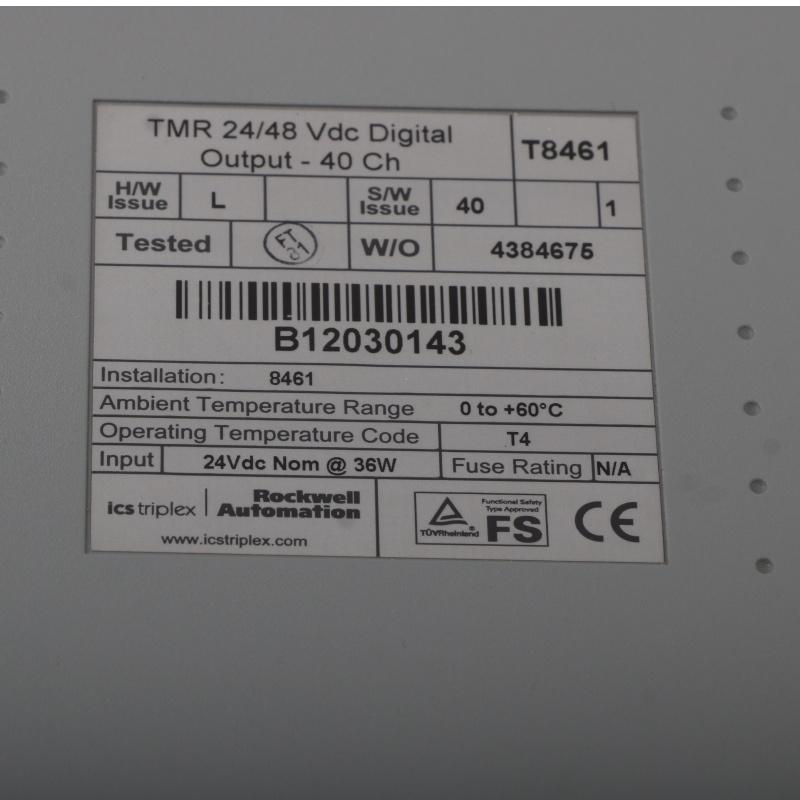 TMR 24/48 Vdc Digital
Output - 40 Ch
T8461
H/W
Issue
L
S/W
Issue
40
1
Tested
FT
W/O
4384675
B12030143
Installation: 8461
Ambient Temperature Range 0 to +60°C
Operating Temperature Code T4
Input 24Vdc Nom @ 36W Fuse Rating N/A
ics triplex | Rockwell
Automation
www.icstriplex.com
TÜVRheinland®
Functional Safety
Type Approved
FS
CE